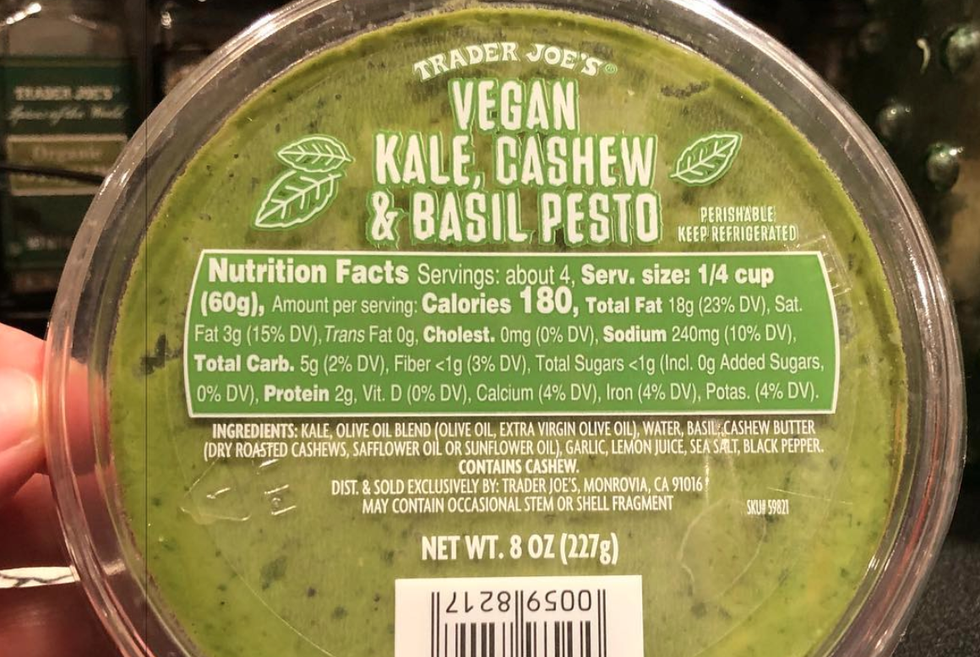 TRADER JOE'S
VEGAN
KALE, CASHEW
& BASIL PESTO
PERISHABLE
KEEP REFRIGERATED
Nutrition Facts Servings: about 4, Serv. size: 1/4 cup
(60g), Amount per serving: Calories 180, Total Fat 18g (23% DV), Sat.
Fat 3g (15% DV), Trans Fat 0g, Cholest. 0mg (0% DV), Sodium 240mg (10% DV),
Total Carb. 5g (2% DV), Fiber <1g (3% DV), Total Sugars <1g (Incl. 0g Added Sugars,
0% DV), Protein 2g, Vit. D (0% DV), Calcium (4% DV), Iron (4% DV), Potas. (4% DV).
INGREDIENTS: KALE, OLIVE OIL BLEND (OLIVE OIL, EXTRA VIRGIN OLIVE OIL), WATER, BASIL, CASHEW BUTTER
(DRY ROASTED CASHEWS, SAFFLOWER OIL OR SUNFLOWER OIL), GARLIC, LEMON JUICE, SEA SALT, BLACK PEPPER.
CONTAINS CASHEW.
DIST. & SOLD EXCLUSIVELY BY: TRADER JOE'S, MONROVIA, CA 91016
MAY CONTAIN OCCASIONAL STEM OR SHELL FRAGMENT
SKU# 59821
NET WT. 8 OZ (227g)
0059 8217
TRADER JOE'S
Organic